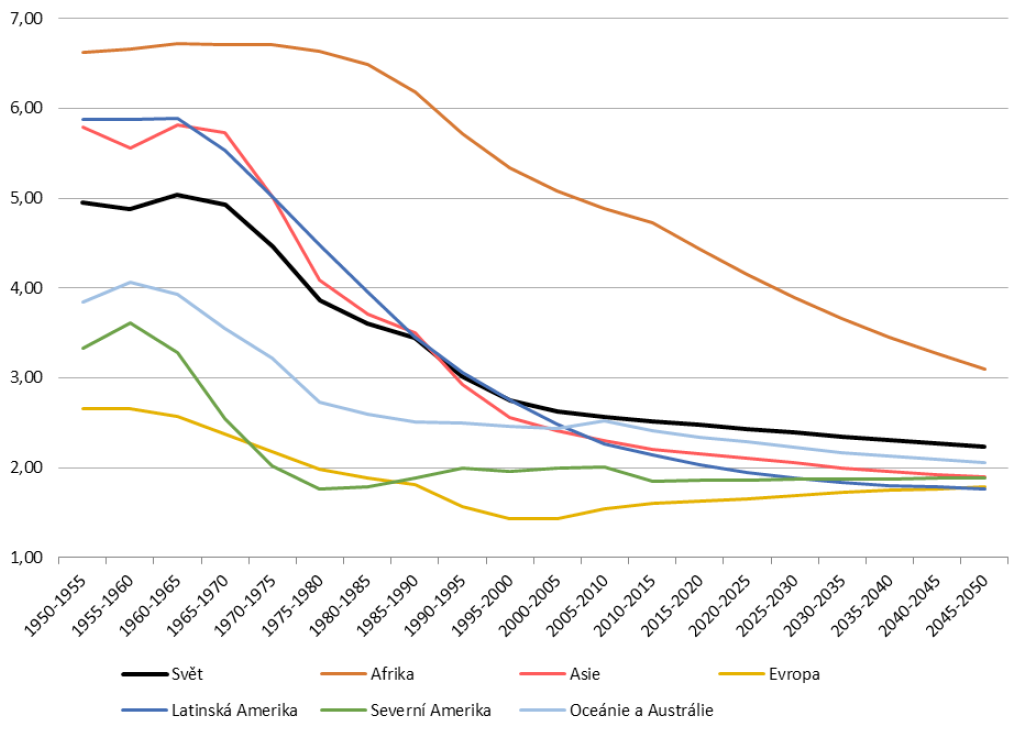 7,00
6,00
5,00
4,00
3,00
2,00
1,00
1950-1955 1955-1960 1960-1965 1965-1970 1970-1975 1975-1980 1980-1985 1985-1990 1990-1995 1995-2000 2000-2005 2005-2010 2010-2015 2015-2020 2020-2025 2025-2030 2030-2035 2035-2040 2040-2045 2045-2050
Svět Afrika Asie Evropa
Latinská Amerika Severní Amerika Oceánie a Austrálie